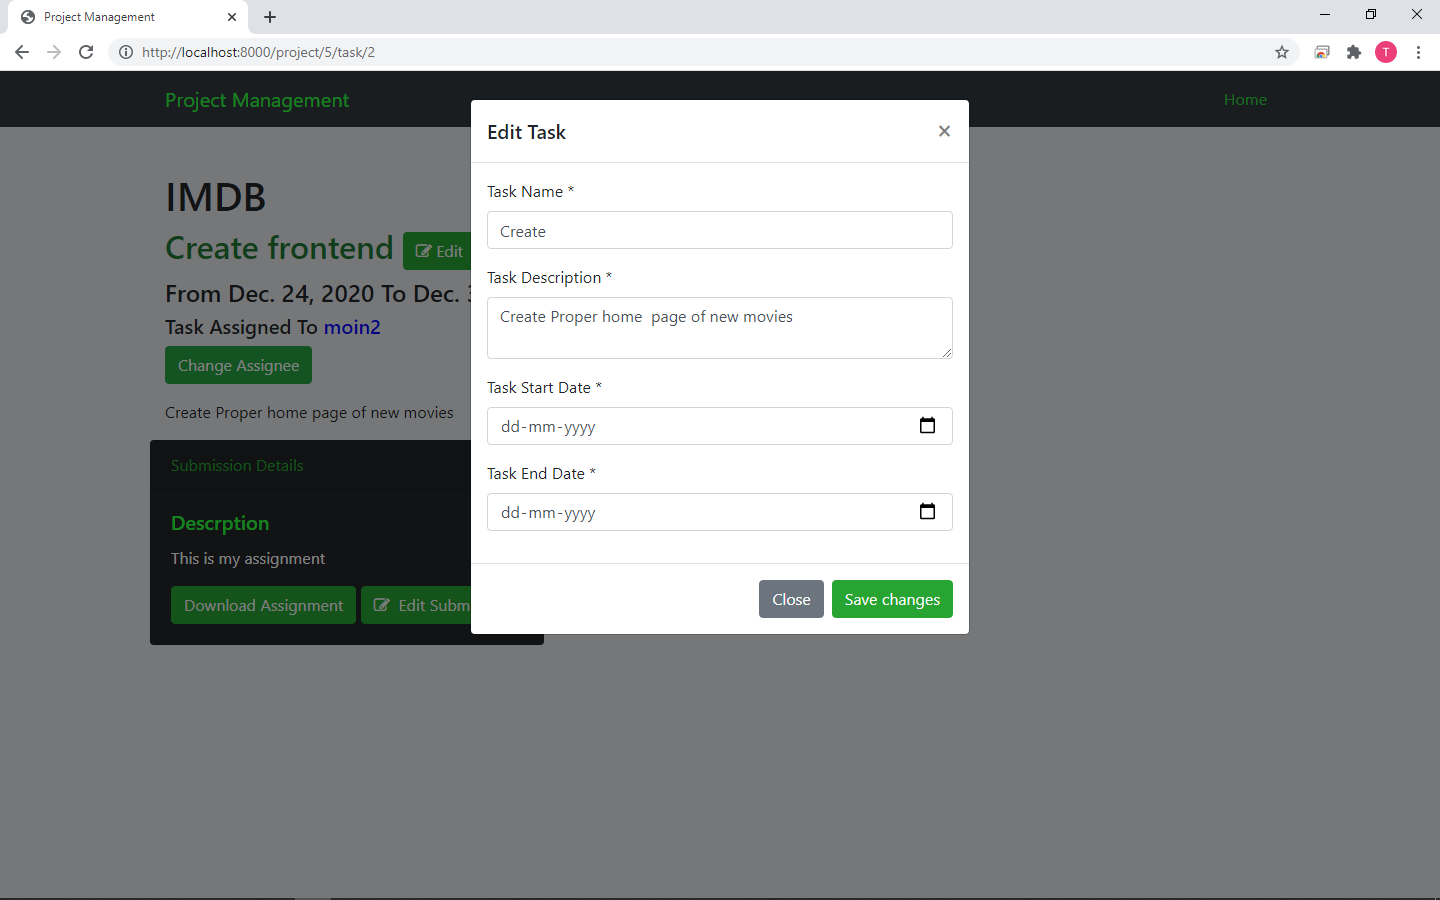 Project Management
http://localhost:8000/project/5/task/2
T
Project Management
Home
IMDB
Create frontend
Edit
From Dec. 24, 2020 To Dec.
Task Assigned To moin2
Change Assignee
Create Proper home page of new movies
Submission Details
Descrption
This is my assignment
Download Assignment
Edit Subm
Edit Task
×
Task Name *
Create
Task Description *
Create Proper home  page of new movies
Task Start Date *
dd-mm-yyyy
Task End Date *
dd-mm-yyyy
Close
Save changes